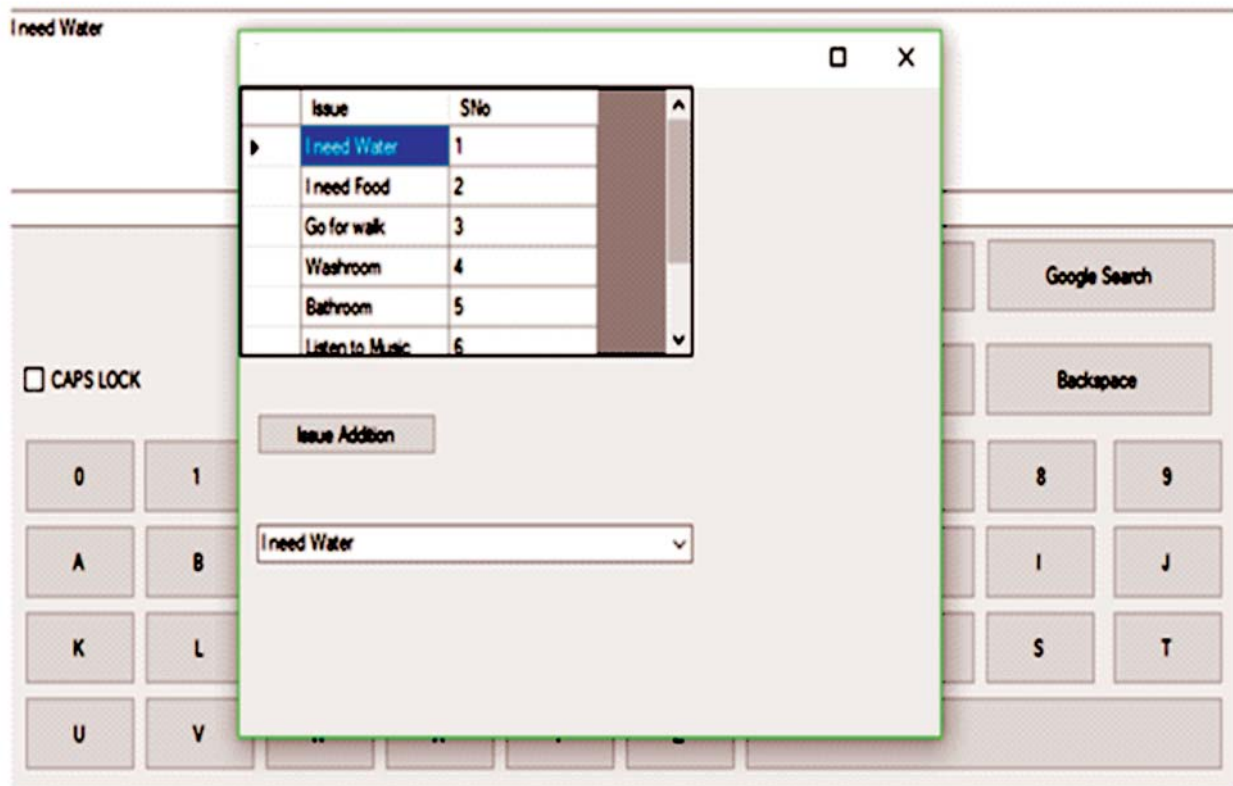 I need Water
Issue SNo
I need Water 1
I need Food 2
Go for walk 3
Washroom 4
Bathroom 5
Listen to Music 6
Google Search
CAPS LOCK
Backspace
Issue Addition
0 1 8 9
I need Water
A B I J
K L S T
U V